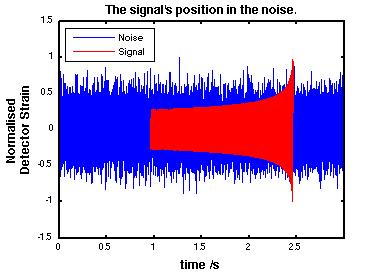 The signal's position in the noise.
1.5
Noise
Signal
1
0.5
0
-0.5
-1
-1.5
Normalised
Detector Strain
0 0.5 1 1.5 2 2.5
time /s